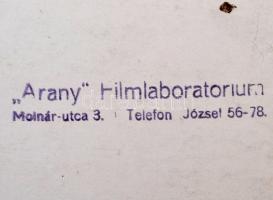 „Arany" Filmlaboratorium
Molnár-utca 3. Telefon József 56-78.